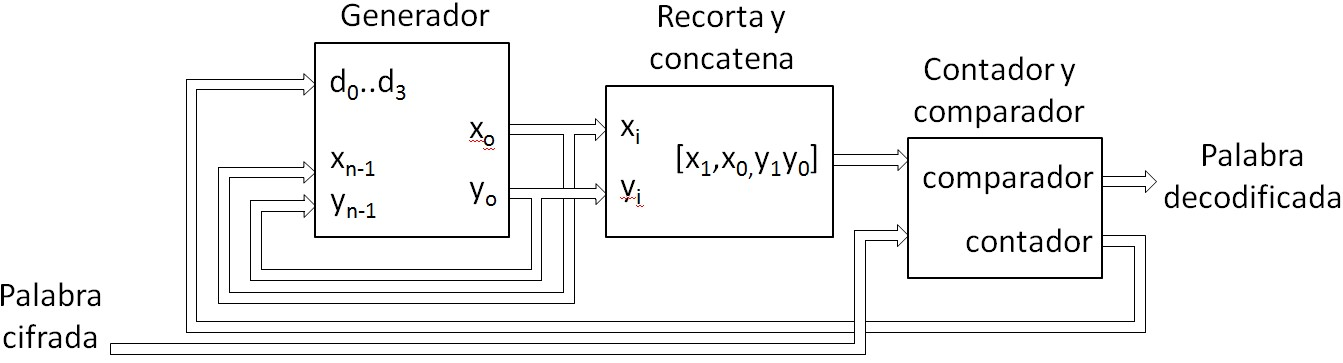 Generador
d0..d3
xn-1
yn-1
xo
yo
Recorta y
concatena
xi
yi
[x1,x0,y1y0]
Contador y
comparador
comparador
contador
Palabra
decodificada
Palabra
cifrada